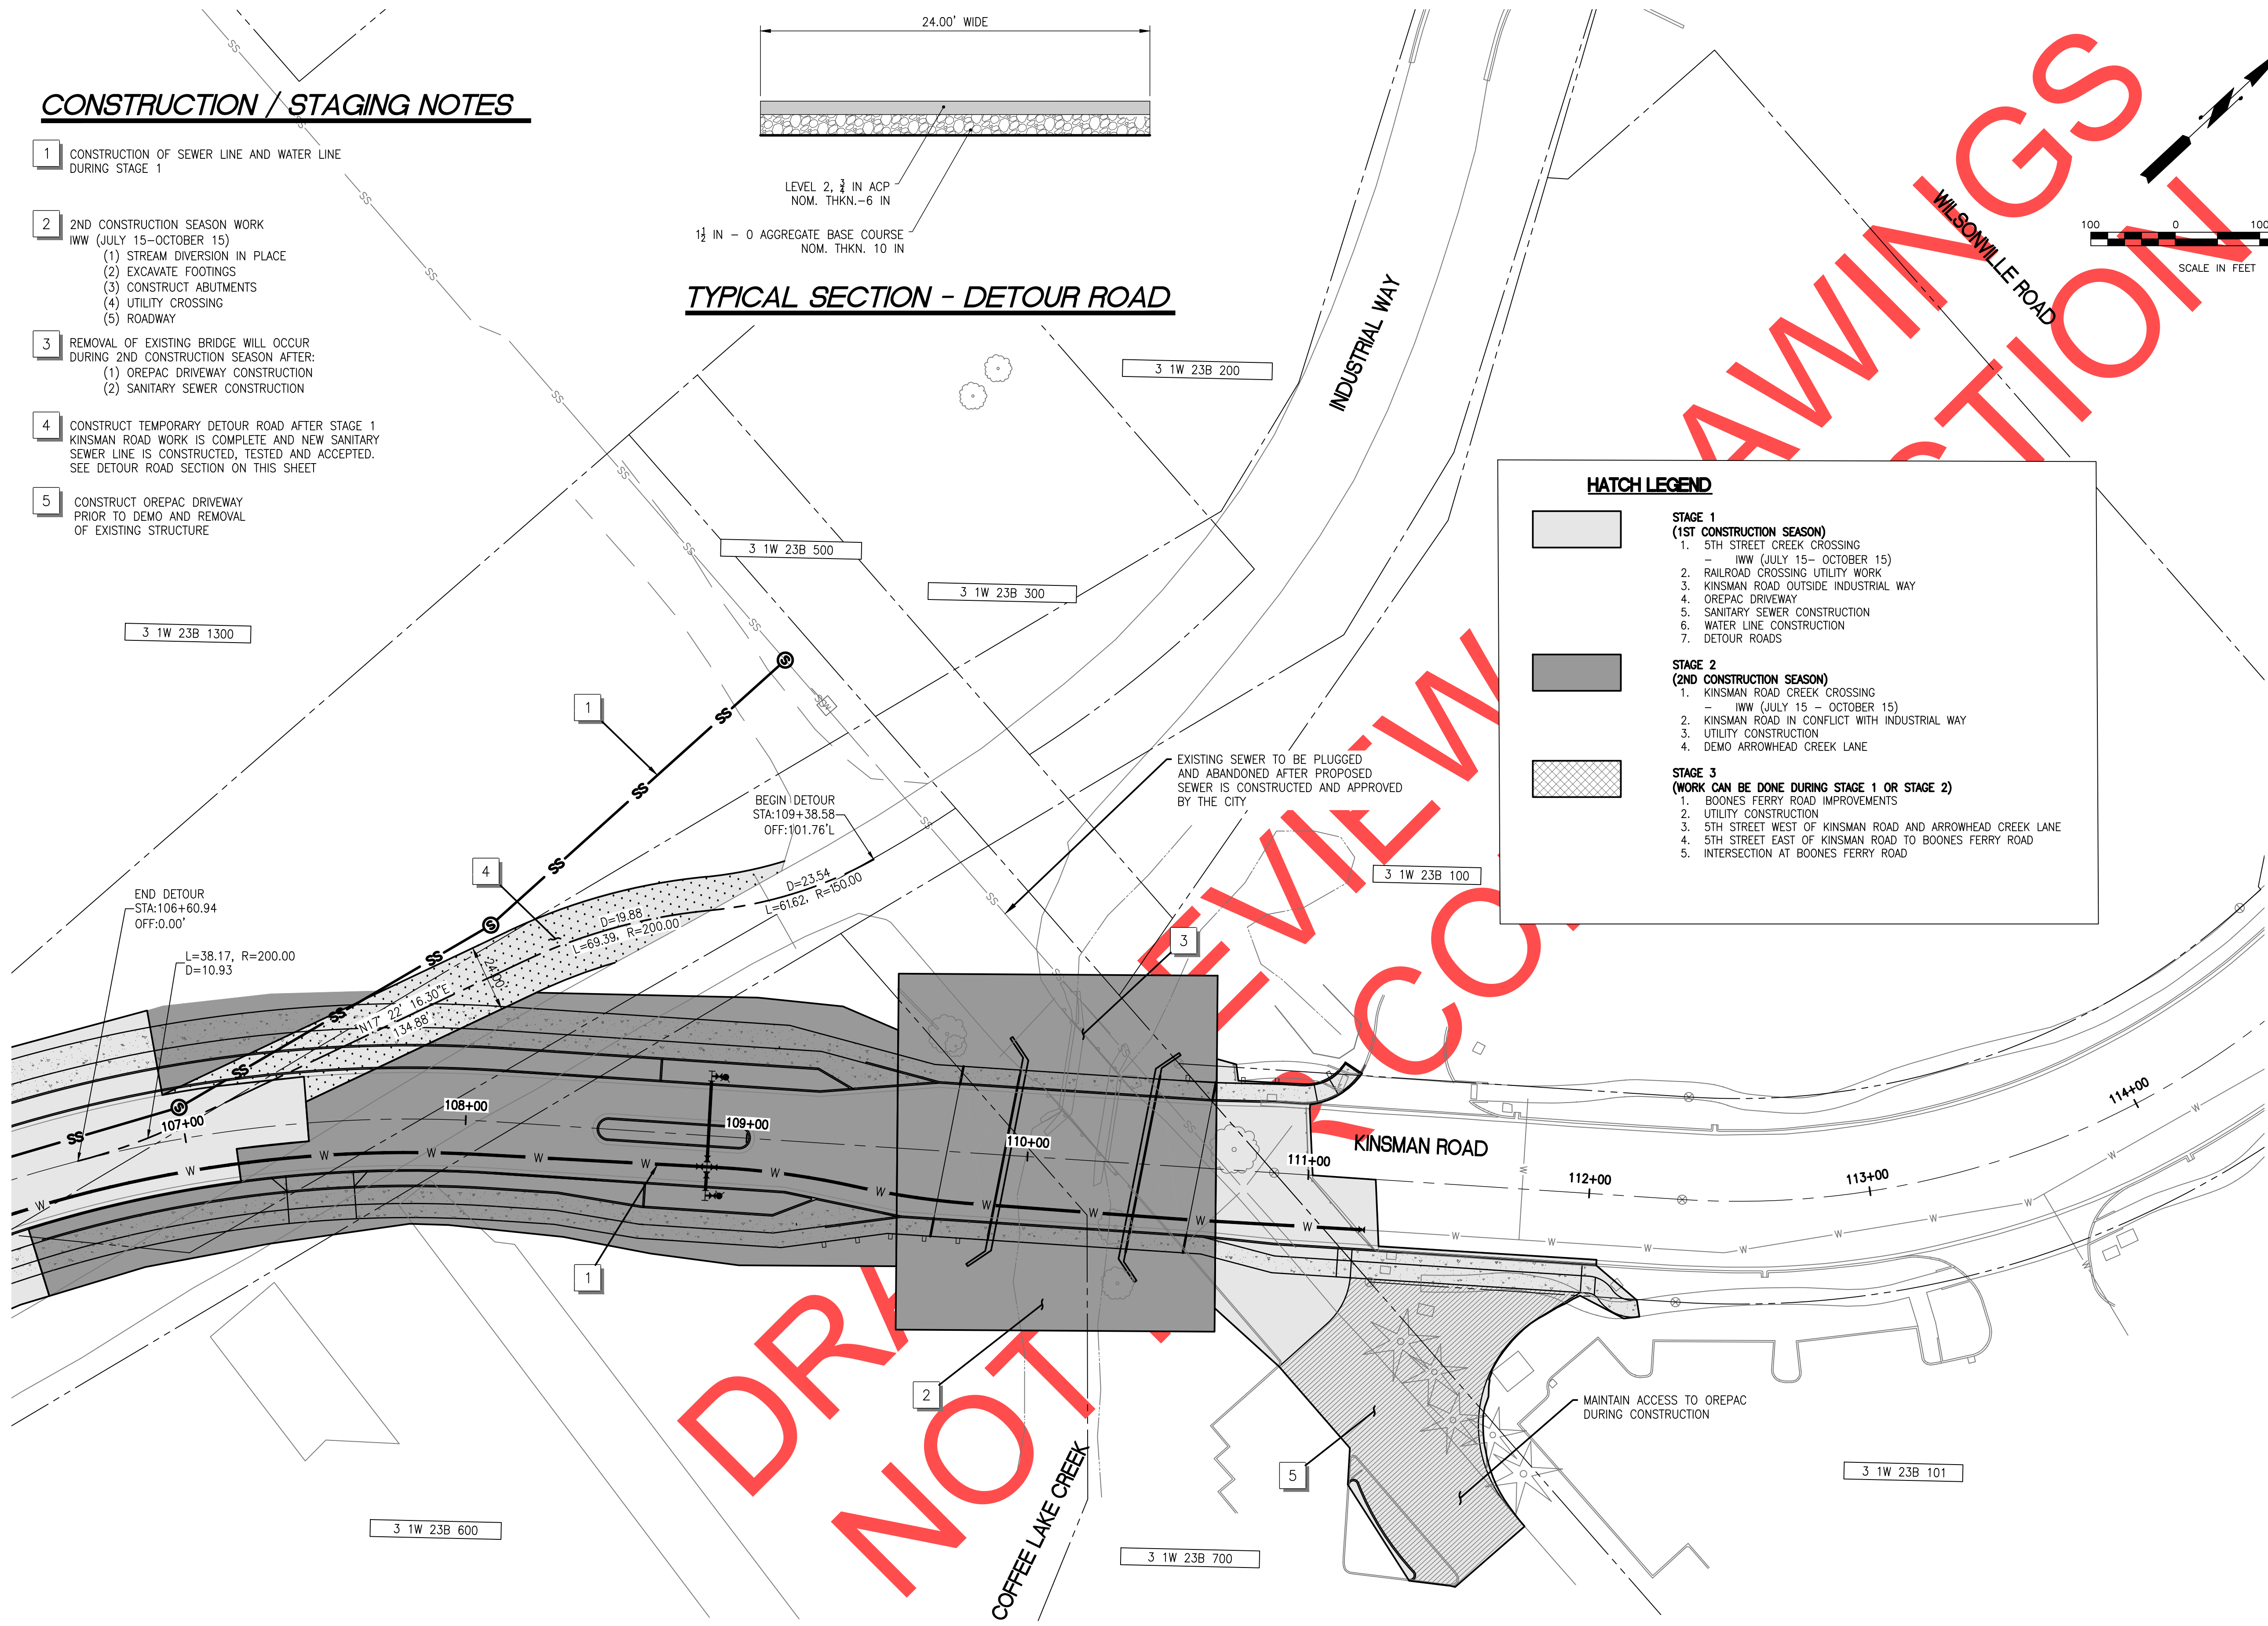 24.00' WIDE
CONSTRUCTION / STAGING NOTES
1
CONSTRUCTION OF SEWER LINE AND WATER LINE
DURING STAGE 1
2
2ND CONSTRUCTION SEASON WORK
IWW (JULY 15-OCTOBER 15)
(1) STREAM DIVERSION IN PLACE
(2) EXCAVATE FOOTINGS
(3) CONSTRUCT ABUTMENTS
(4) UTILITY CROSSING
(5) ROADWAY
3
REMOVAL OF EXISTING BRIDGE WILL OCCUR
DURING 2ND CONSTRUCTION SEASON AFTER:
(1) OREPAC DRIVEWAY CONSTRUCTION
(2) SANITARY SEWER CONSTRUCTION
4
CONSTRUCT TEMPORARY DETOUR ROAD AFTER STAGE 1
KINSMAN ROAD WORK IS COMPLETE AND NEW SANITARY
SEWER LINE IS CONSTRUCTED, TESTED AND ACCEPTED.
SEE DETOUR ROAD SECTION ON THIS SHEET
5
CONSTRUCT OREPAC DRIVEWAY
PRIOR TO DEMO AND REMOVAL
OF EXISTING STRUCTURE
LEVEL 2, 3/4 IN ACP
NOM. THKN.-6 IN
1 1/2 IN - 0 AGGREGATE BASE COURSE
NOM. THKN. 10 IN
TYPICAL SECTION - DETOUR ROAD
INDUSTRIAL WAY
WILSONVILLE ROAD
100 0 100
SCALE IN FEET
3 1W 23B 200
3 1W 23B 500
3 1W 23B 300
3 1W 23B 1300
HATCH LEGEND
STAGE 1
(1ST CONSTRUCTION SEASON)
1. 5TH STREET CREEK CROSSING
- IWW (JULY 15- OCTOBER 15)
2. RAILROAD CROSSING UTILITY WORK
3. KINSMAN ROAD OUTSIDE INDUSTRIAL WAY
4. OREPAC DRIVEWAY
5. SANITARY SEWER CONSTRUCTION
6. WATER LINE CONSTRUCTION
7. DETOUR ROADS
STAGE 2
(2ND CONSTRUCTION SEASON)
1. KINSMAN ROAD CREEK CROSSING
- IWW (JULY 15 - OCTOBER 15)
2. KINSMAN ROAD IN CONFLICT WITH INDUSTRIAL WAY
3. UTILITY CONSTRUCTION
4. DEMO ARROWHEAD CREEK LANE
STAGE 3
(WORK CAN BE DONE DURING STAGE 1 OR STAGE 2)
1. BOONES FERRY ROAD IMPROVEMENTS
2. UTILITY CONSTRUCTION
3. 5TH STREET WEST OF KINSMAN ROAD AND ARROWHEAD CREEK LANE
4. 5TH STREET EAST OF KINSMAN ROAD TO BOONES FERRY ROAD
5. INTERSECTION AT BOONES FERRY ROAD
1
EXISTING SEWER TO BE PLUGGED
AND ABANDONED AFTER PROPOSED
SEWER IS CONSTRUCTED AND APPROVED
BY THE CITY
BEGIN DETOUR
STA:109+38.58
OFF:101.76'L
4
3 1W 23B 100
D=23.54
L=61.62, R=150.00
D=19.88
L=69.39, R=200.00
END DETOUR
STA:106+60.94
OFF:0.00'
L=38.17, R=200.00
D=10.93
24.00
N17° 22' 16.30"E
134.88'
3
107+00
108+00
109+00
110+00
111+00
112+00
113+00
114+00
KINSMAN ROAD
SS SS SS SS SS SS SS
W W W W W W W W W W W
1
2
5
MAINTAIN ACCESS TO OREPAC
DURING CONSTRUCTION
3 1W 23B 101
3 1W 23B 600
3 1W 23B 700
COFFEE LAKE CREEK